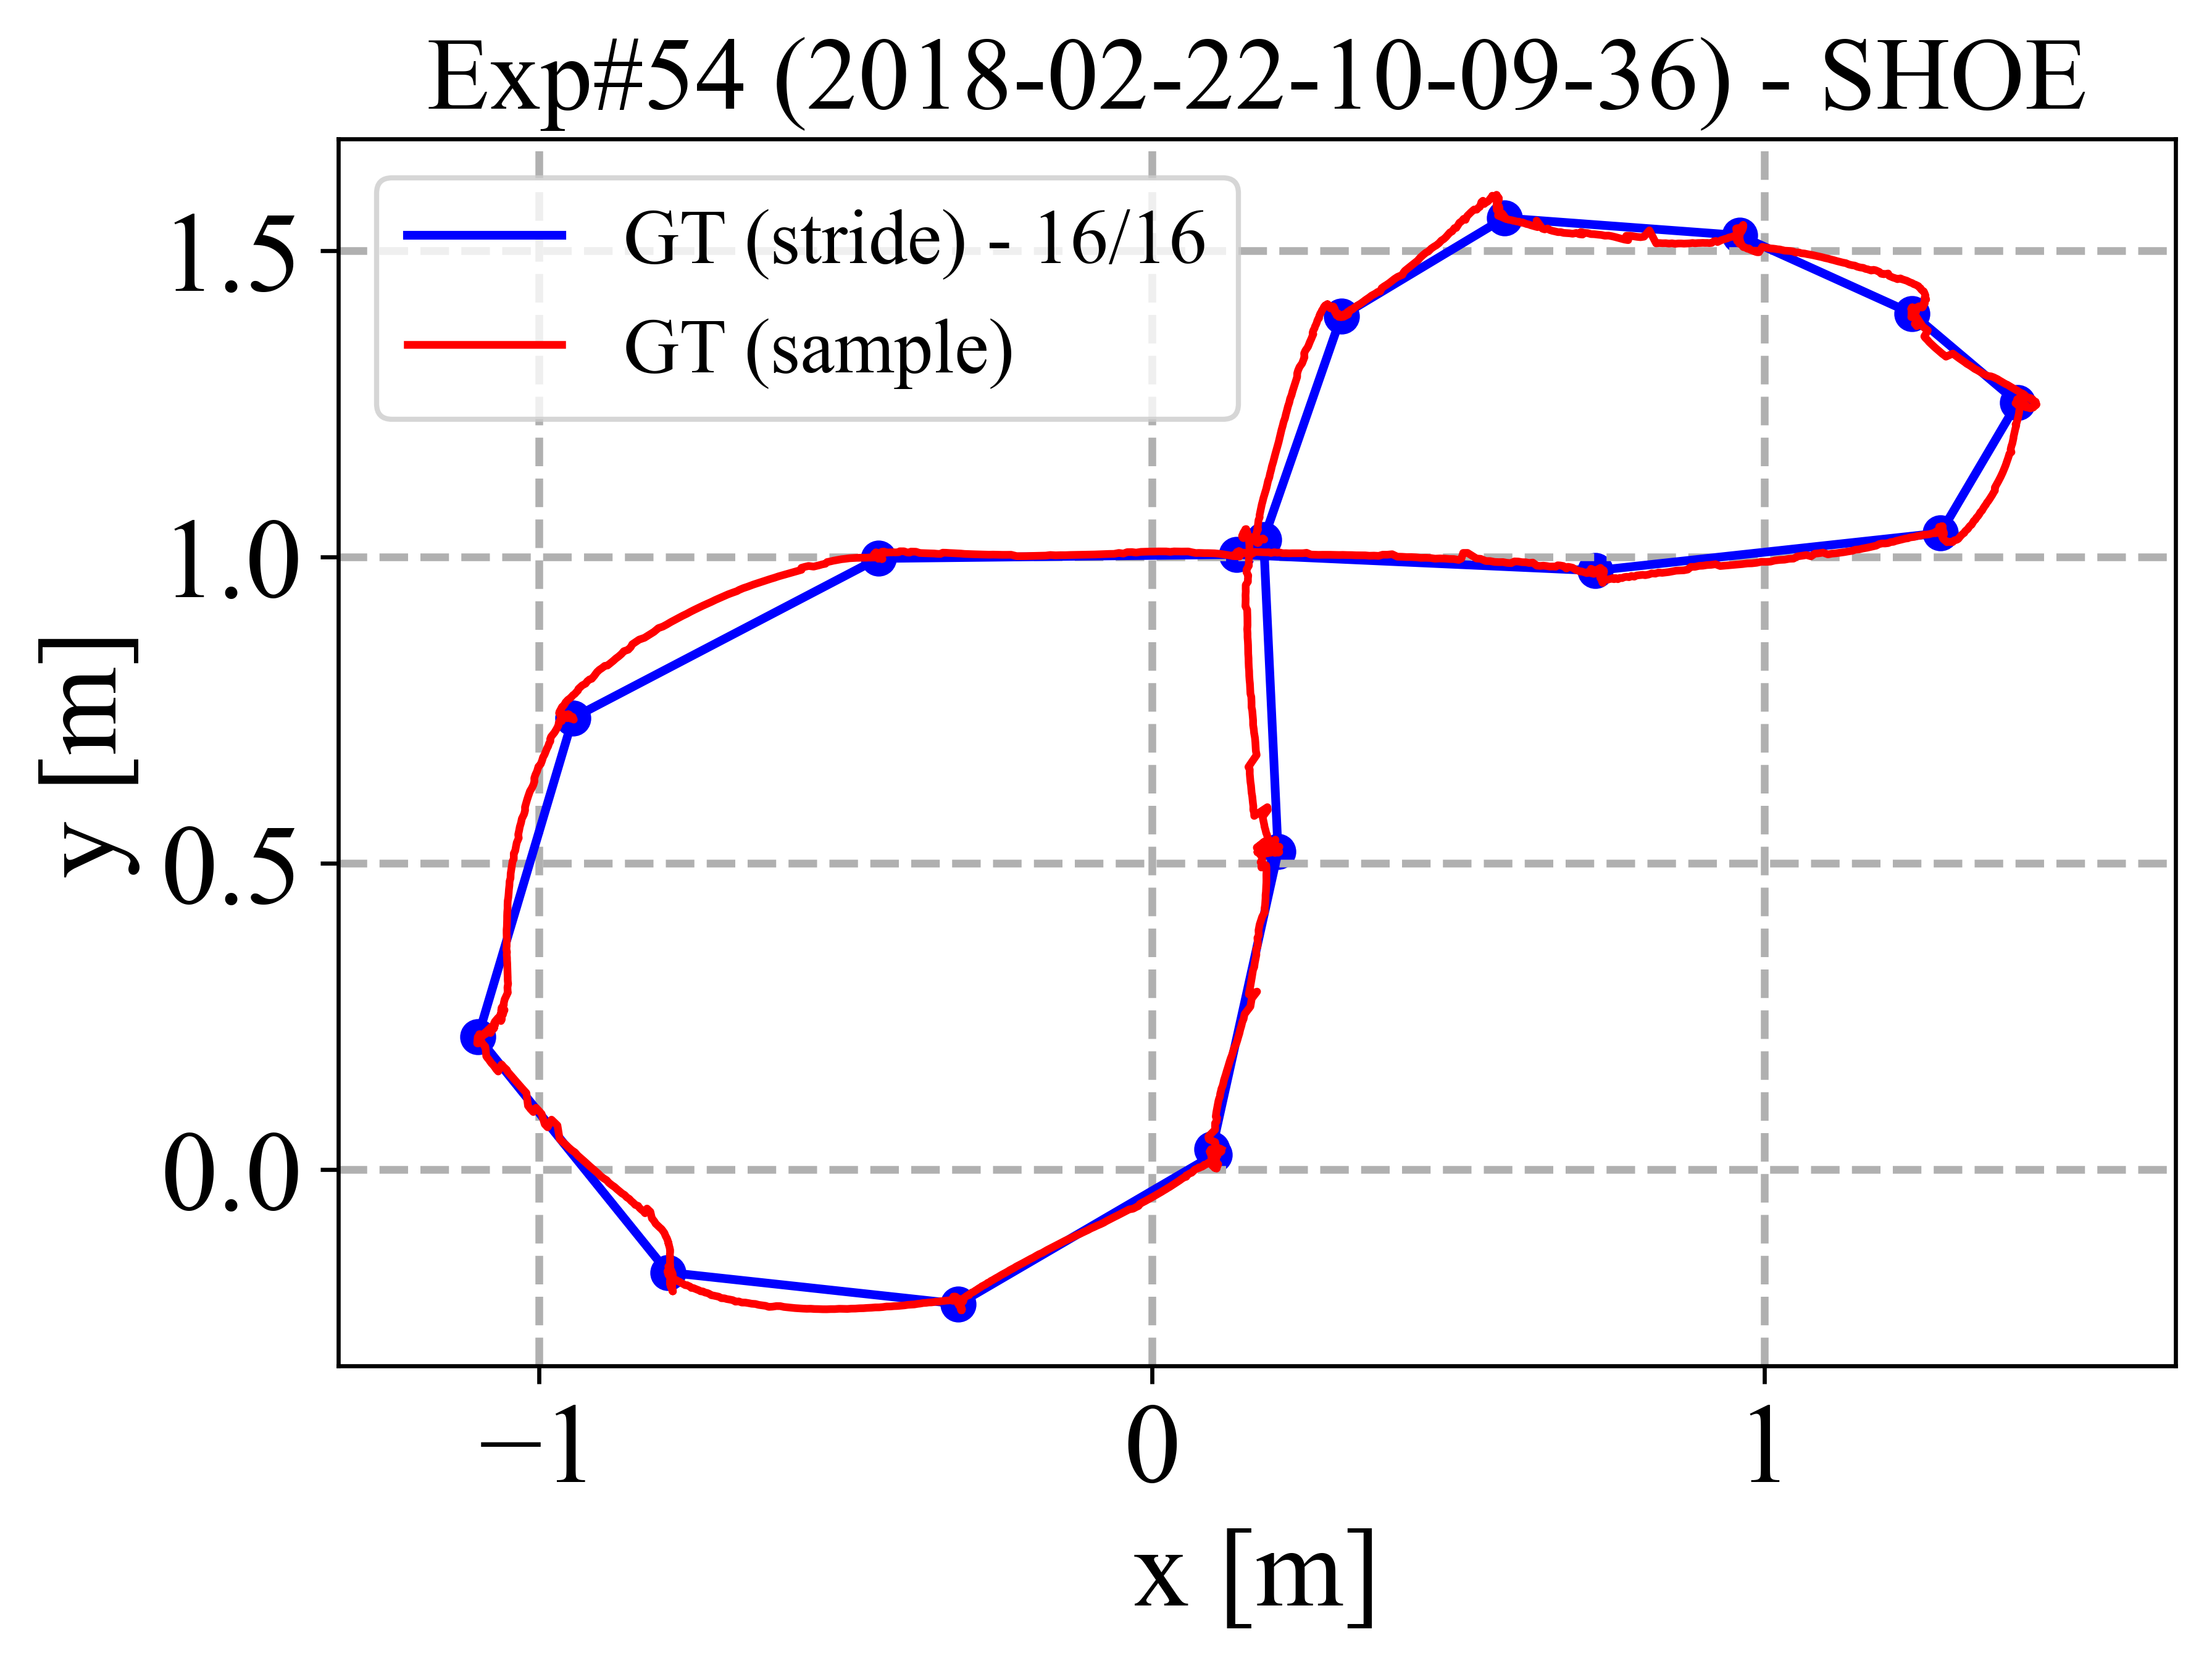 Exp#54 (2018-02-22-10-09-36) - SHOE
GT (stride) - 16/16
GT (sample)
1.5
1.0
0.5
0.0
y [m]
−1
0
1
x [m]